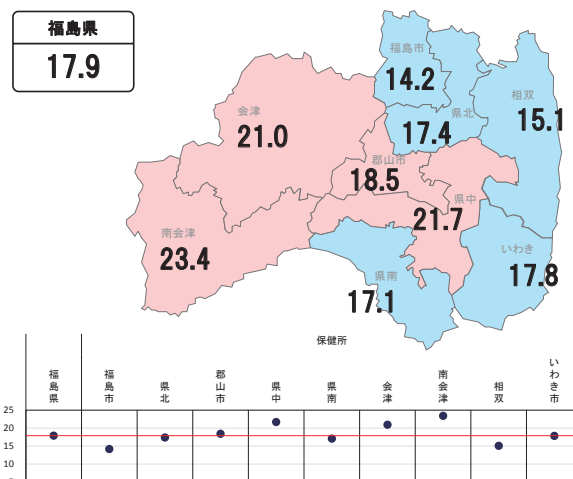 福島県
17.9
福島市
14.2
相双
15.1
県北
17.4
会津
21.0
郡山市
18.5
県中
21.7
南会津
23.4
いわき
17.8
県南
17.1
保健所
福島県
福島市
県北
郡山市
県中
県南
会津
南会津
相双
いわき市
25
20
15
10